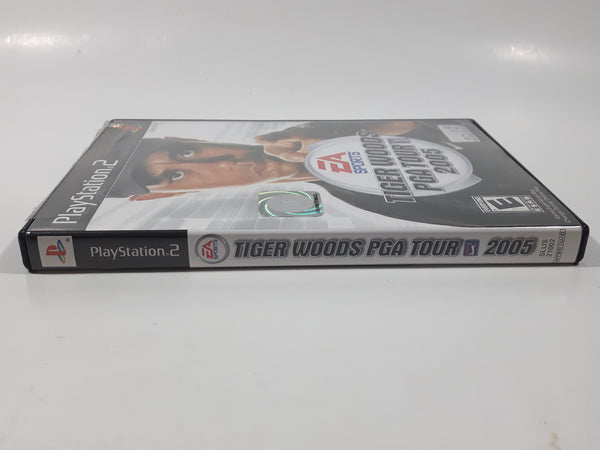 PlayStation.2
EA
SPORTS
TIGER WOODS
PGA TOUR
2005
E
PlayStation.2
EA
SPORTS
TIGER WOODS PGA TOUR 2005
SLUS
21002